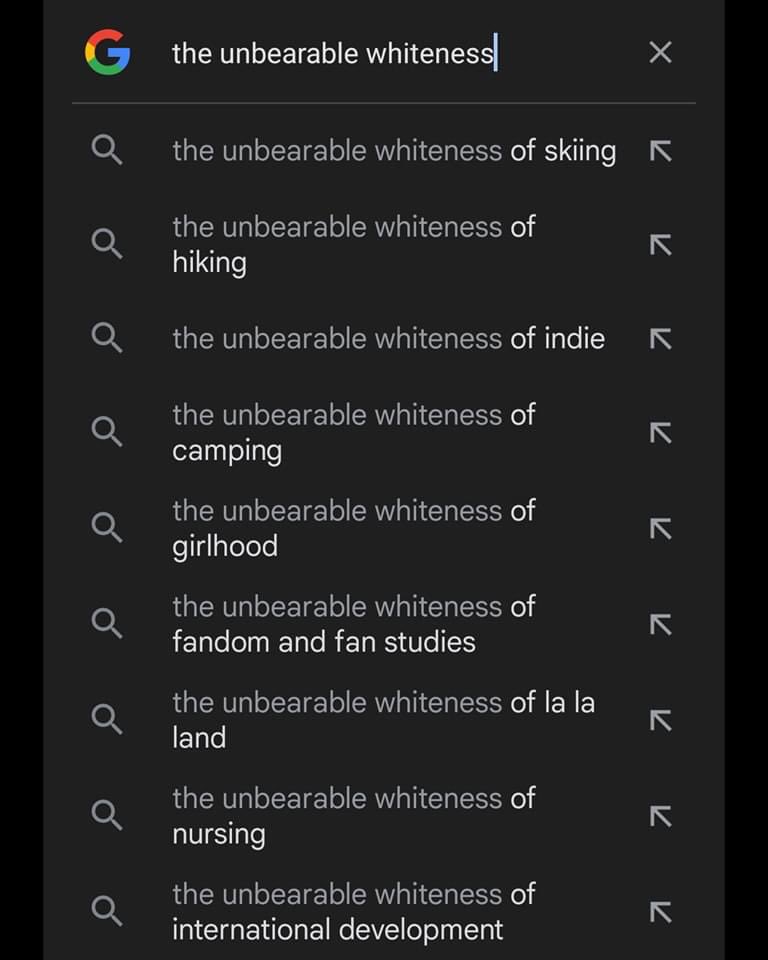 the unbearable whiteness
the unbearable whiteness of skiing
the unbearable whiteness of
hiking
the unbearable whiteness of indie
the unbearable whiteness of
camping
the unbearable whiteness of
girlhood
the unbearable whiteness of
fandom and fan studies
the unbearable whiteness of la la
land
the unbearable whiteness of
nursing
the unbearable whiteness of
international development